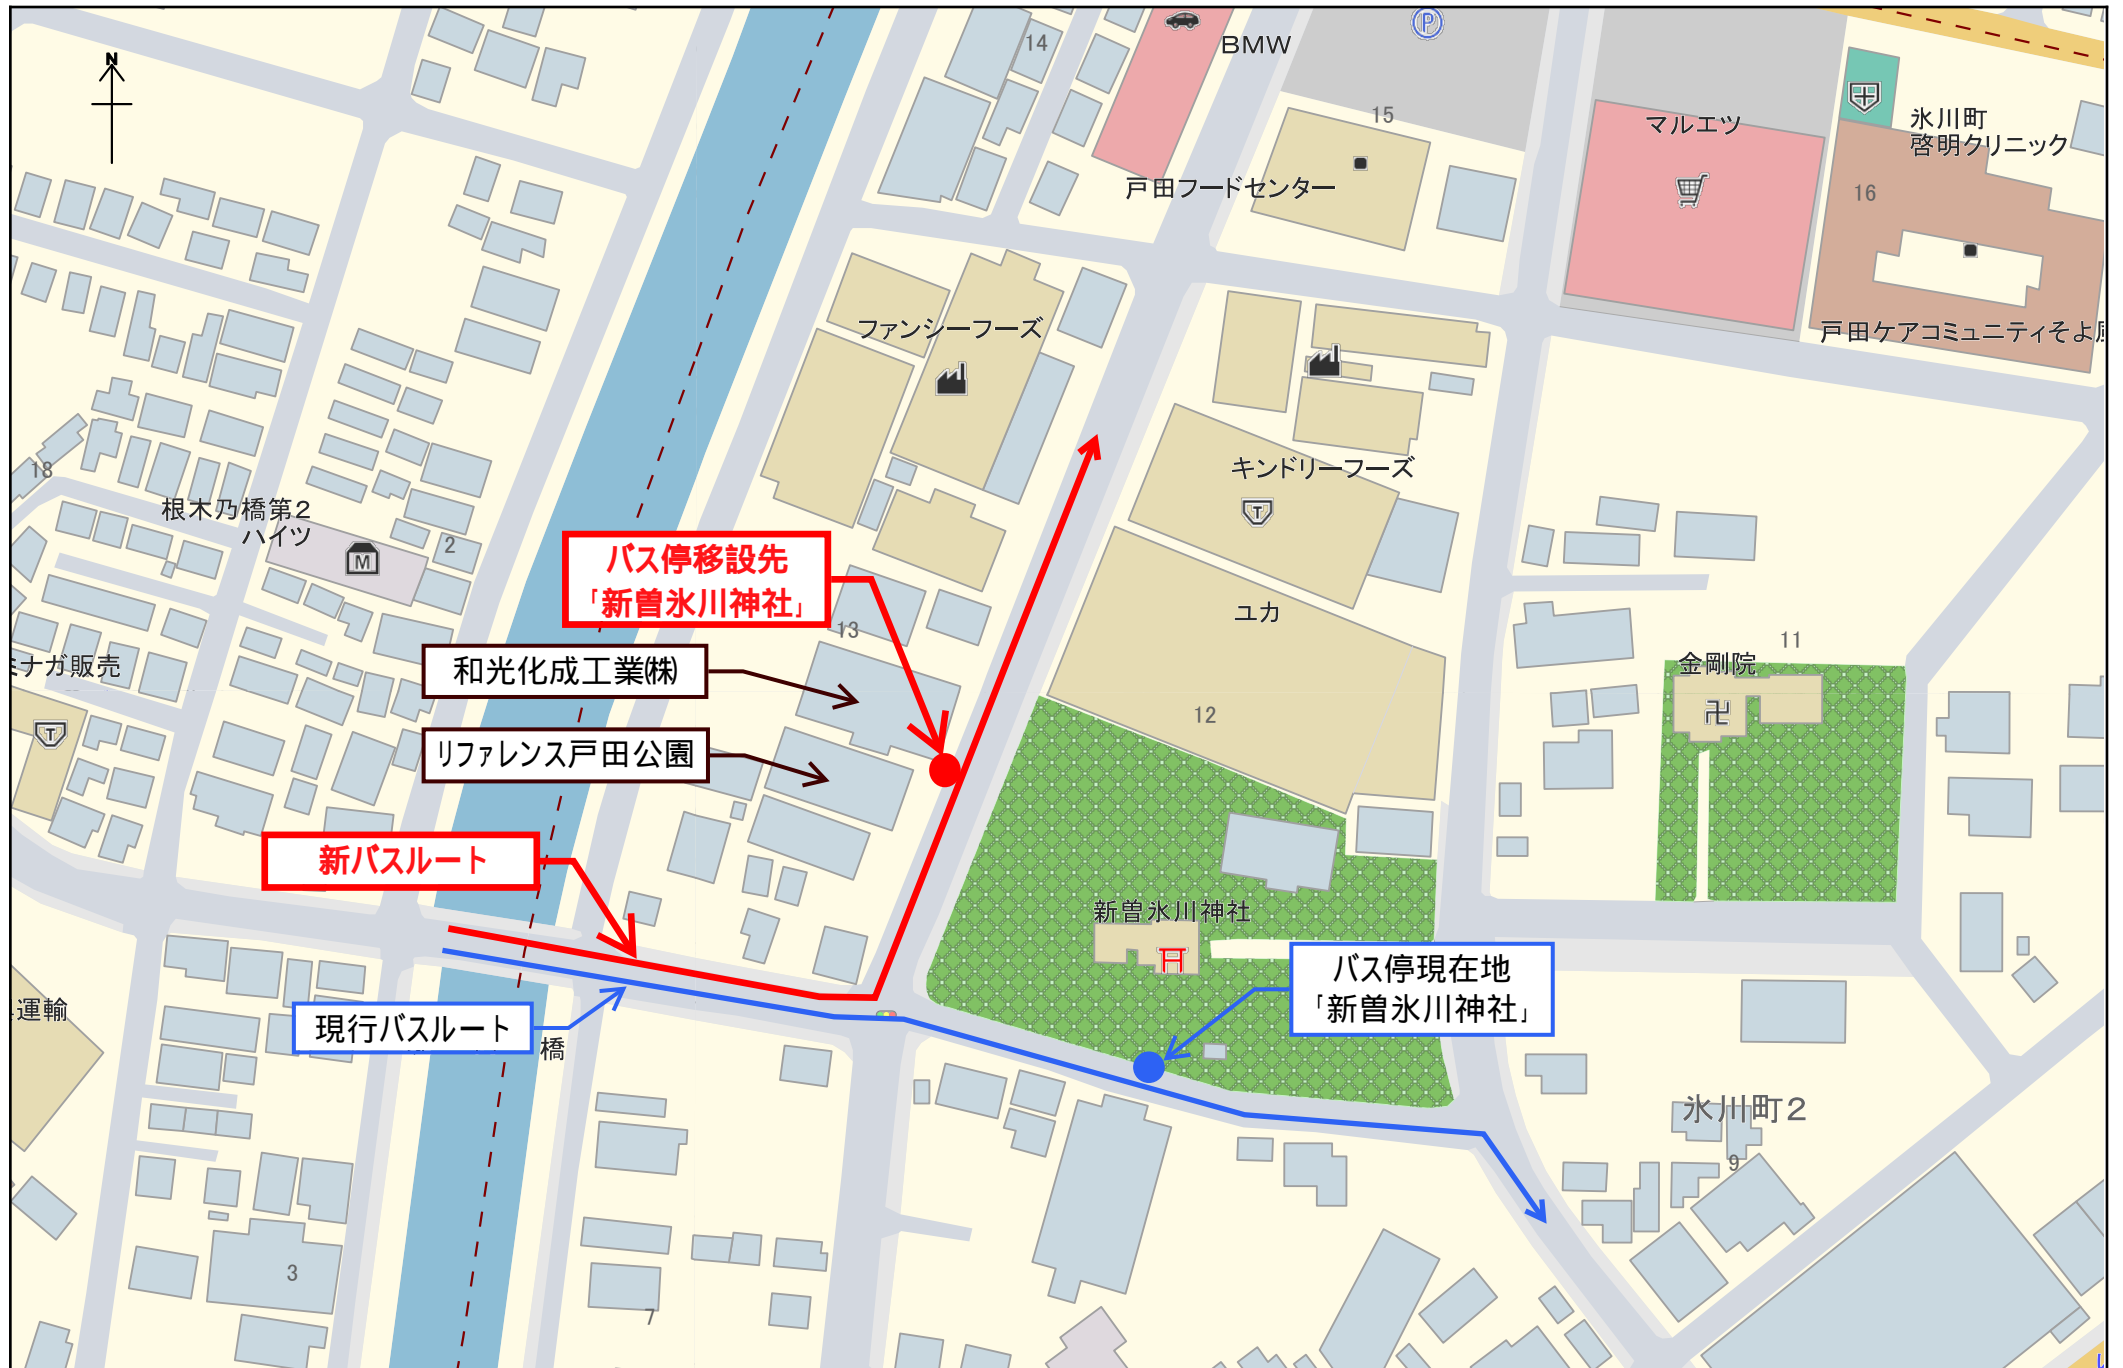 N
14
BMW
P
15
マルエツ
氷川町
啓明クリニック
戸田フードセンター
16
ファンシーフーズ
戸田ケアコミュニティそよ
18
キンドリーフーズ
T
根木乃橋第2
ハイツ
M
2
バス停移設先
「新曽氷川神社」
13
ユカ
11
金剛院
卍
和光化成工業㈱
ミナガ販売
12
T
リファレンス戸田公園
新バスルート
新曽氷川神社
バス停現在地
「新曽氷川神社」
運輸
現行バスルート
橋
氷川町2
9
3
7